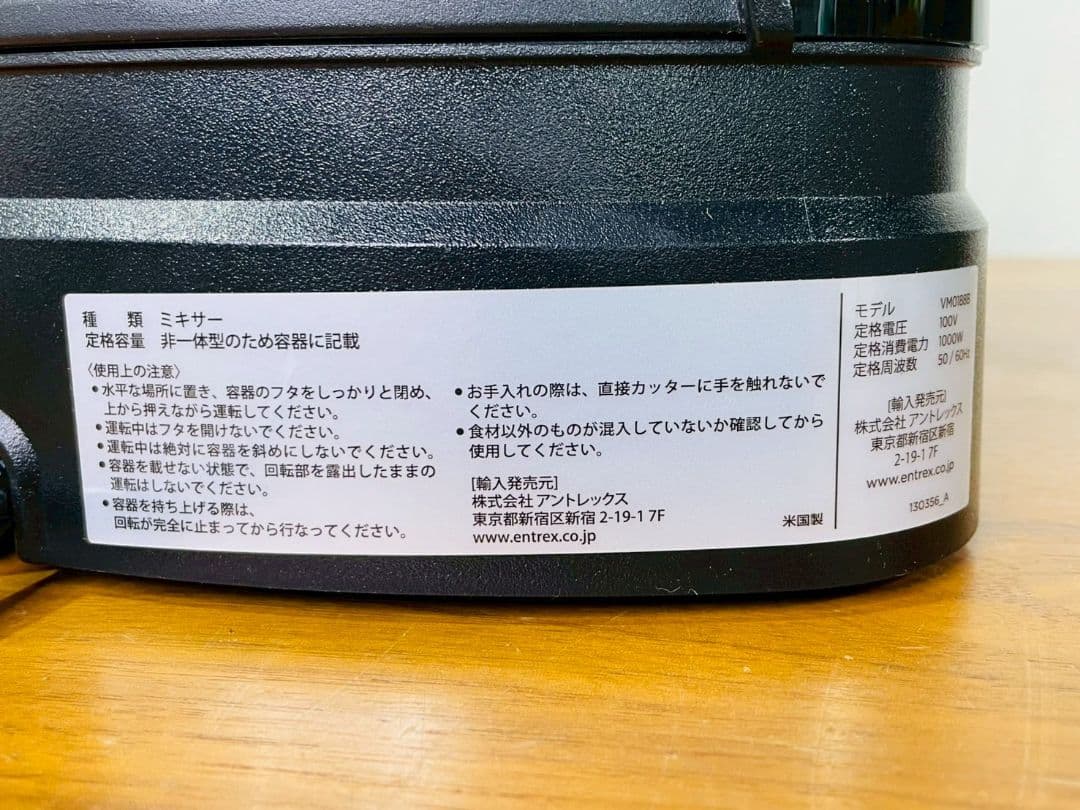 種 類 ミキサー
定格容量 非一体型のため容器に記載
〈使用上の注意〉
●水平な場所に置き、容器のフタをしっかりと閉め、
上から押えながら運転してください。
●運転中はフタを開けないでください。
●運転中は絶対に容器を斜めにしないでください。
●容器を載せない状態で、回転部を露出したままの
運転はしないでください。
●容器を持ち上げる際は、
回転が完全に止まってから行なってください。
●お手入れの際は、直接カッターに手を触れないで
ください。
●食材以外のものが混入していないか確認してから
使用してください。
[輸入発売元]
株式会社 アントレックス
東京都新宿区新宿 2-19-1 7F
www.entrex.co.jp
米国製
モデル VM0188B
定格電圧 100V
定格消費電力 1000W
定格周波数 50 / 60Hz
[輸入発売元]
株式会社 アントレックス
東京都新宿区新宿
2-19-1 7F
www.entrex.co.jp
130356_A